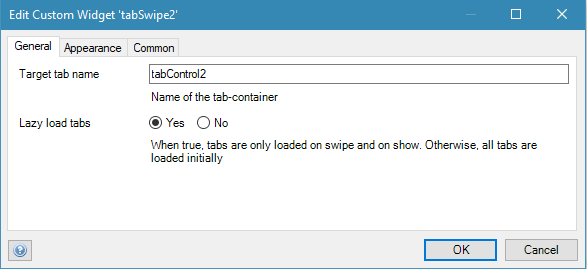 Edit Custom Widget 'tabSwipe2'
General Appearance Common
Target tab name tabControl2
Name of the tab-container
Lazy load tabs Yes No
When true, tabs are only loaded on swipe and on show. Otherwise, all tabs are
loaded initially
? OK Cancel